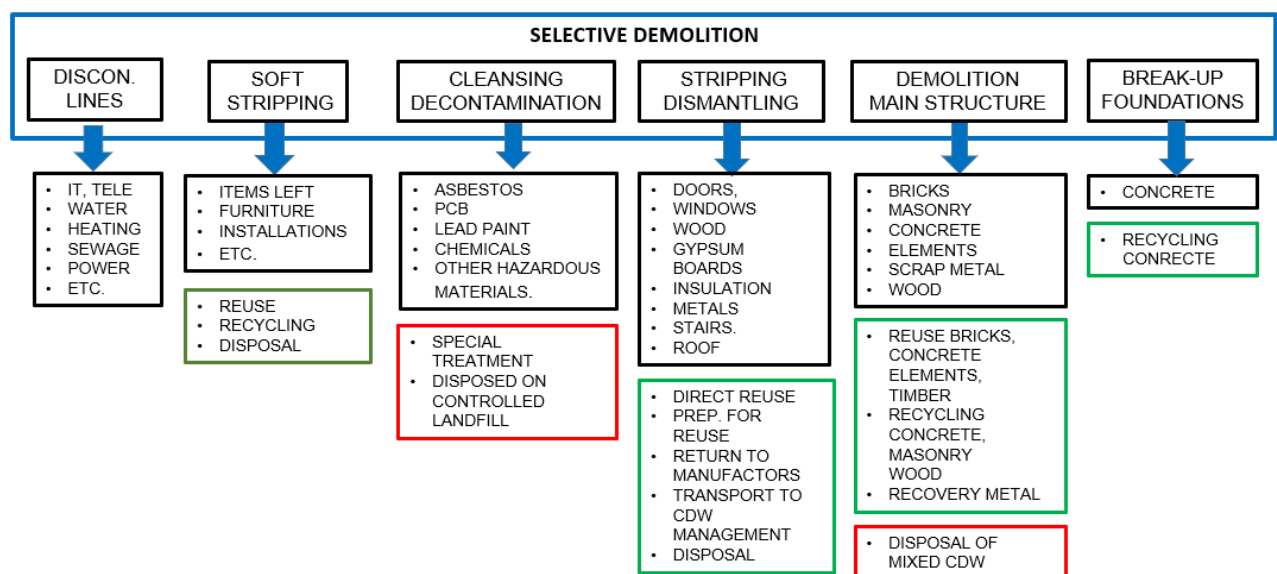 SELECTIVE DEMOLITION
DISCON.
LINES
SOFT
STRIPPING
CLEANSING
DECONTAMINATION
STRIPPING
DISMANTLING
DEMOLITION
MAIN STRUCTURE
BREAK-UP
FOUNDATIONS
• IT, TELE
• WATER
• HEATING
• SEWAGE
• POWER
• ETC.
• ITEMS LEFT
• FURNITURE
• INSTALLATIONS
• ETC.
• REUSE
• RECYCLING
• DISPOSAL
• ASBESTOS
• PCB
• LEAD PAINT
• CHEMICALS
• OTHER HAZARDOUS
MATERIALS.
• SPECIAL
TREATMENT
• DISPOSED ON
CONTROLLED
LANDFILL
• DOORS,
• WINDOWS
• WOOD
• GYPSUM
BOARDS
• INSULATION
• METALS
• STAIRS.
• ROOF
• DIRECT REUSE
• PREP. FOR
REUSE
• RETURN TO
MANUFACTORS
• TRANSPORT TO
CDW
MANAGEMENT
• DISPOSAL
• BRICKS
• MASONRY
• CONCRETE
• ELEMENTS
• SCRAP METAL
• WOOD
• REUSE BRICKS,
CONCRETE
ELEMENTS,
TIMBER
• RECYCLING
CONCRETE,
MASONRY
WOOD
• RECOVERY METAL
• DISPOSAL OF
MIXED CDW
• CONCRETE
• RECYCLING
CONRECTE